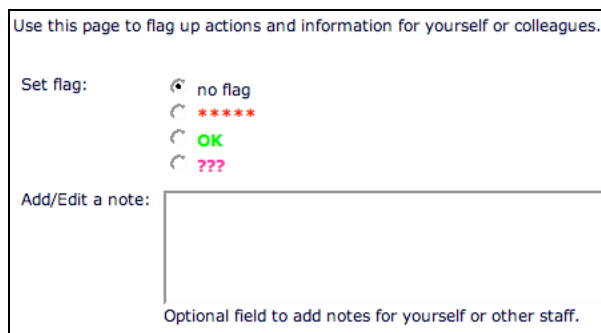 Use this page to flag up actions and information for yourself or colleagues.
Set flag:
no flag
*****
OK
???
Add/Edit a note:
Optional field to add notes for yourself or other staff.